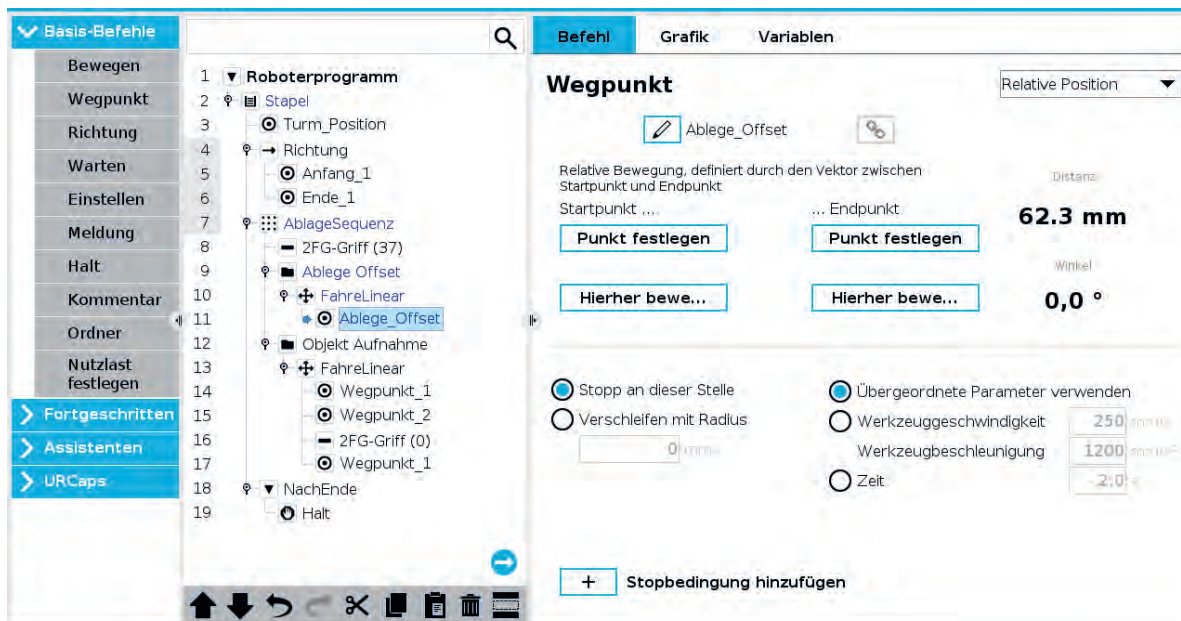 Basis-Befehle
Bewegen
Wegpunkt
Richtung
Warten
Einstellen
Meldung
Halt
Kommentar
Ordner
Nutzlast
festlegen
Fortgeschritten
Assistenten
URCaps
1 Roboterprogramm
2 Stapel
3 Turm_Position
4 Richtung
5 Anfang_1
6 Ende_1
7 AblageSequenz
8 2FG-Griff (37)
9 Ablege Offset
10 FahreLinear
11 Ablege_Offset
12 Objekt Aufnahme
13 FahreLinear
14 Wegpunkt_1
15 Wegpunkt_2
16 2FG-Griff (0)
17 Wegpunkt_1
18 NachEnde
19 Halt
Befehl Grafik Variablen
Wegpunkt Relative Position
Ablege_Offset
Relative Bewegung, definiert durch den Vektor zwischen
Startpunkt und Endpunkt
Distanz
Startpunkt ... ... Endpunkt
62.3 mm
Punkt festlegen Punkt festlegen
Winkel
Hierher bewe... Hierher bewe... 0,0 °
Stopp an dieser Stelle Übergeordnete Parameter verwenden
Verschleifen mit Radius Werkzeuggeschwindigkeit 250
0 Werkzeugbeschleunigung 1200
Zeit 2.0
+ Stopbedingung hinzufügen